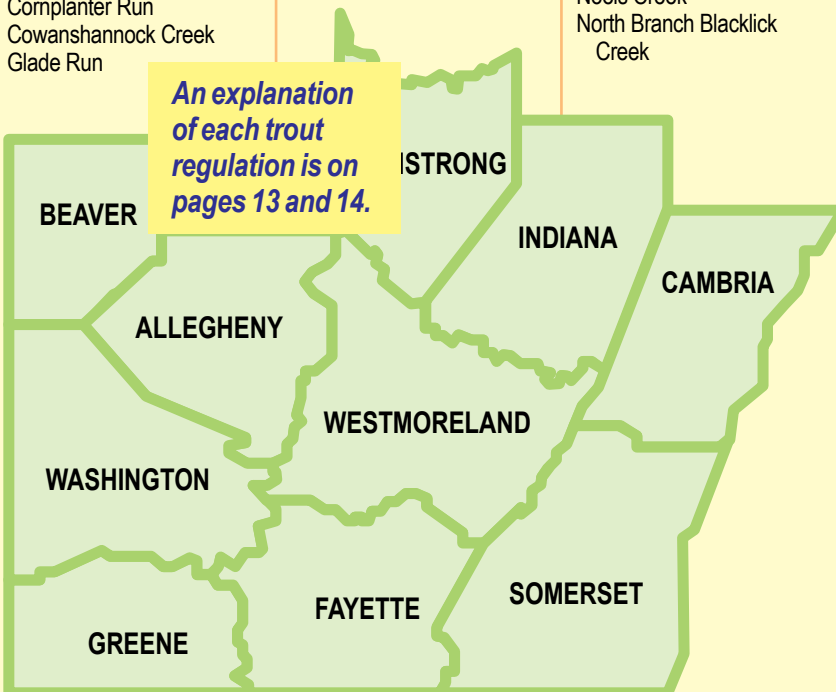 Cornplanter Run
Cowanshannock Creek
Glade Run
North Branch Blacklick
Creek
An explanation
of each trout
regulation is on
pages 13 and 14.
ISTRONG
BEAVER
INDIANA
CAMBRIA
ALLEGHENY
WESTMORELAND
WASHINGTON
SOMERSET
FAYETTE
GREENE